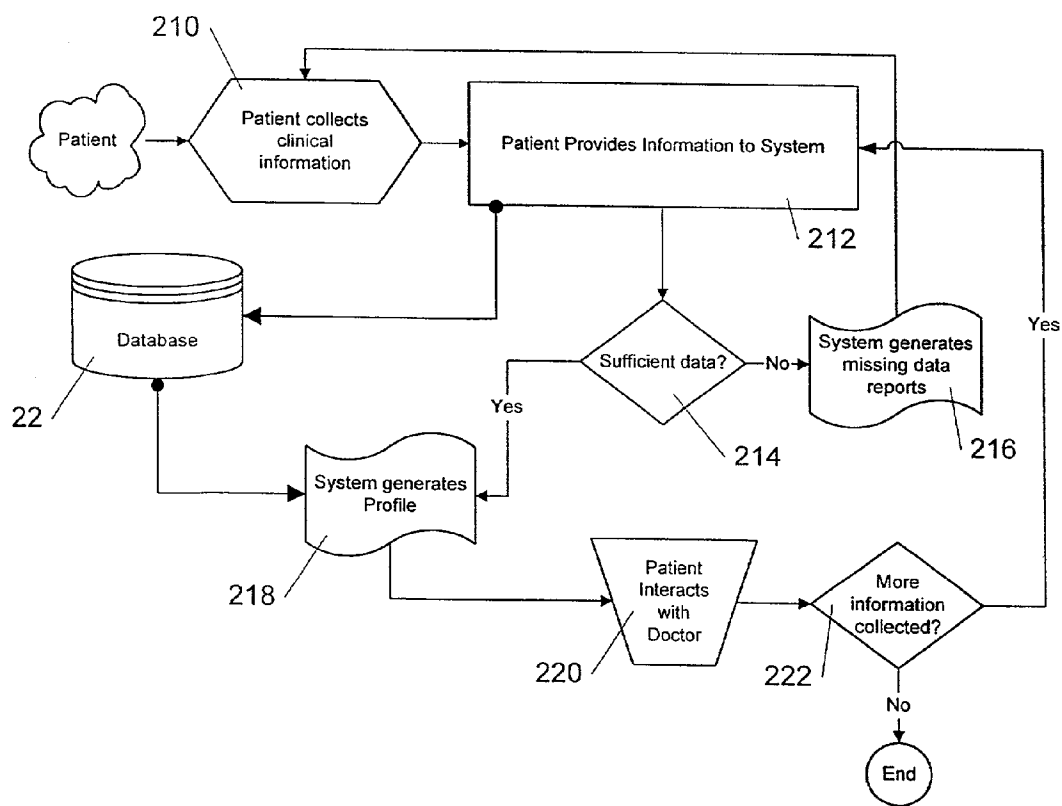 210
Patient
Patient collects
clinical
information
Patient Provides Information to System
212
Database
22
Sufficient data?
No
System generates
missing data
reports
Yes
Yes
214
216
System generates
Profile
218
Patient
Interacts
with
Doctor
220
More
information
collected?
222
No
End